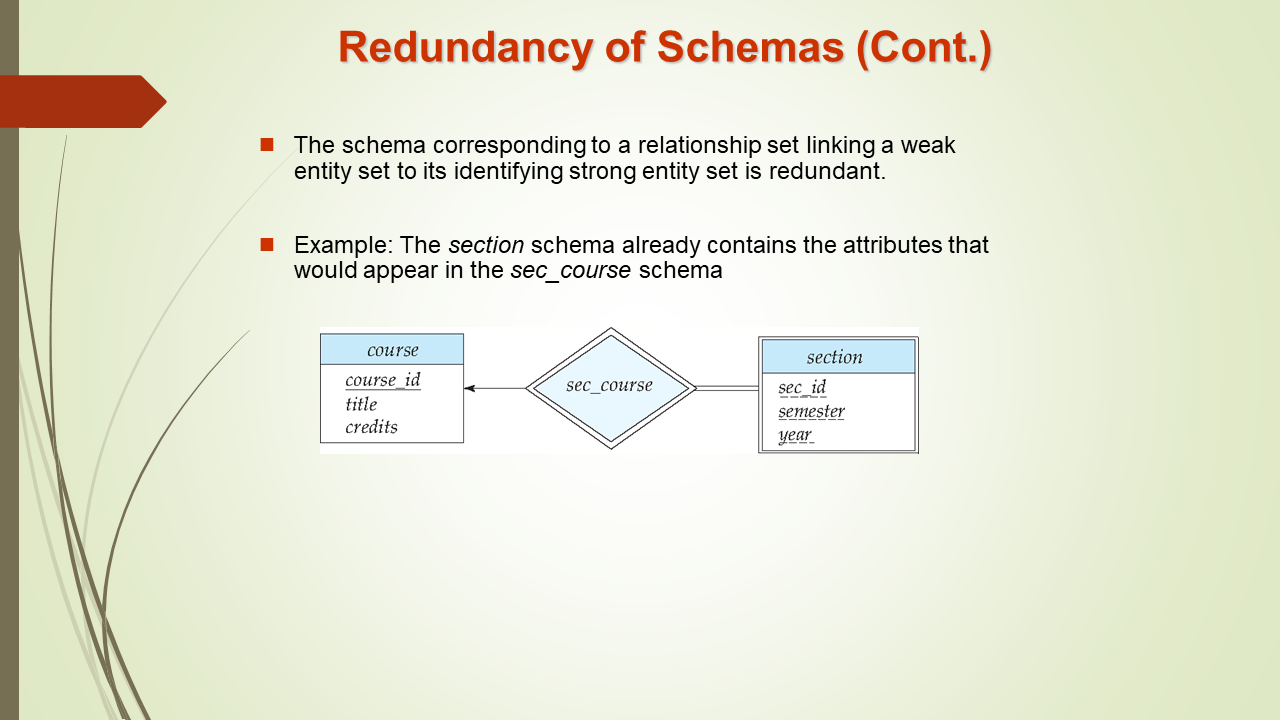 Redundancy of Schemas (Cont.)
The schema corresponding to a relationship set linking a weak
entity set to its identifying strong entity set is redundant.
Example: The section schema already contains the attributes that
would appear in the sec_course schema
course
course_id
title
credits
sec_course
section
sec_id
semester
year